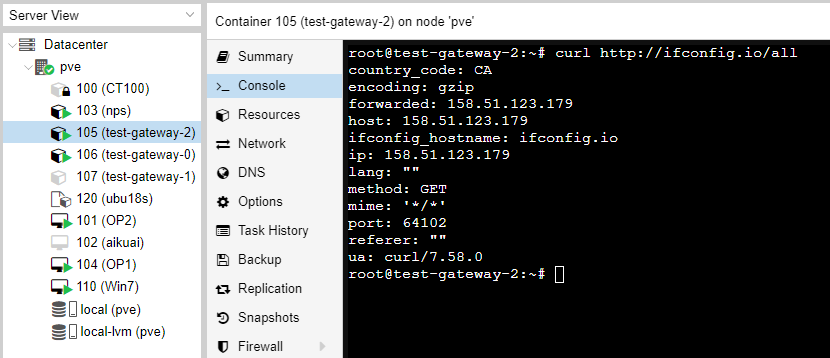 Server View
Datacenter
pve
100 (CT100)
103 (nps)
105 (test-gateway-2)
106 (test-gateway-0)
107 (test-gateway-1)
120 (ubu18s)
101 (OP2)
102 (aikuai)
104 (OP1)
110 (Win7)
local (pve)
local-lvm (pve)
Container 105 (test-gateway-2) on node 'pve'
Summary
Console
Resources
Network
DNS
Options
Task History
Backup
Replication
Snapshots
Firewall
root@test-gateway-2:~# curl http://ifconfig.io/all
country_code: CA
encoding: gzip
forwarded: 158.51.123.179
host: 158.51.123.179
ifconfig_hostname: ifconfig.io
ip: 158.51.123.179
lang: ""
method: GET
mime: '*/*'
port: 64102
referer: ""
ua: curl/7.58.0
root@test-gateway-2:~#